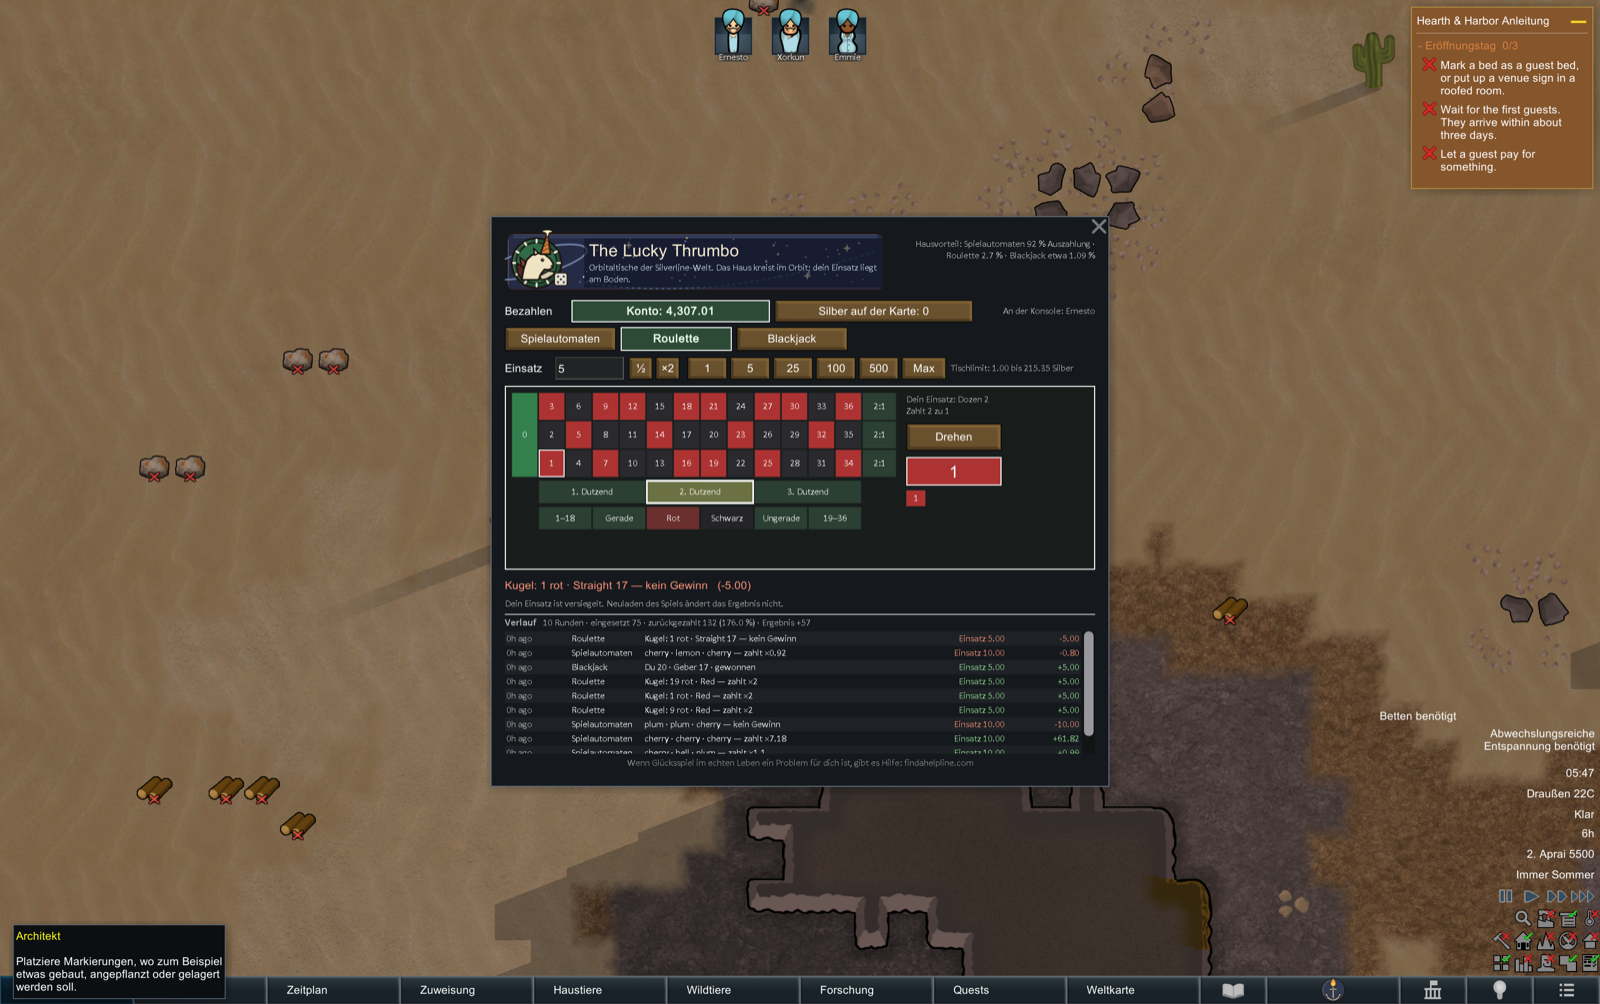 Ernesto
Xorkun
Emmie
Hearth & Harbor Anleitung
- Eröffnungstag 0/3
Mark a bed as a guest bed,
or put up a venue sign in a
roofed room.
Wait for the first guests.
They arrive within about
three days.
Let a guest pay for
something.
The Lucky Thrumbo
Orbitaltische der Silverline-Welt. Das Haus kreist im Orbit; dein Einsatz liegt
am Boden.
Hausvorteil: Spielautomaten 92 % Auszahlung ·
Roulette 2.7 % · Blackjack etwa 1.09 %
Bezahlen
Konto: 4,307.01
Silber auf der Karte: 0
An der Konsole: Ernesto
Spielautomaten
Roulette
Blackjack
Einsatz
5
½
×2
1
5
25
100
500
Max
Tischlimit: 1.00 bis 215.35 Silber
0
3 6 9 12 15 18 21 24 27 30 33 36 2:1
2 5 8 11 14 17 20 23 26 29 32 35 2:1
1 4 7 10 13 16 19 22 25 28 31 34 2:1
1. Dutzend
2. Dutzend
3. Dutzend
1–18
Gerade
Rot
Schwarz
Ungerade
19–36
Dein Einsatz: Dozen 2
Zahlt 2 zu 1
Drehen
1
1
Kugel: 1 rot · Straight 17 — kein Gewinn (-5.00)
Dein Einsatz ist versiegelt. Neuladen des Spiels ändert das Ergebnis nicht.
Verlauf 10 Runden · eingesetzt 75 · zurückgezahlt 132 (176.0 %) · Ergebnis +57
0h ago Roulette Kugel: 1 rot · Straight 17 — kein Gewinn Einsatz 5.00 -5.00
0h ago Spielautomaten cherry · lemon · cherry — zahlt ×0.92 Einsatz 10.00 -0.80
0h ago Blackjack Du 20 · Geber 17 · gewonnen Einsatz 5.00 +5.00
0h ago Roulette Kugel: 19 rot · Red — zahlt ×2 Einsatz 5.00 +5.00
0h ago Roulette Kugel: 1 rot · Red — zahlt ×2 Einsatz 5.00 +5.00
0h ago Roulette Kugel: 9 rot · Red — zahlt ×2 Einsatz 5.00 +5.00
0h ago Spielautomaten plum · plum · cherry — kein Gewinn Einsatz 10.00 -10.00
0h ago Spielautomaten cherry · cherry · cherry — zahlt ×7.18 Einsatz 10.00 +61.82
0h ago Spielautomaten cherry · bell · plum — zahlt ×1.1 Einsatz 10.00 +0.99
Wenn Glücksspiel im echten Leben ein Problem für dich ist, gibt es Hilfe: findahelpline.com
Betten benötigt
Abwechslungsreiche
Entspannung benötigt
05:47
Draußen 22C
Klar
6h
2. Aprai 5500
Immer Sommer
Architekt
Platziere Markierungen, wo zum Beispiel
etwas gebaut, angepflanzt oder gelagert
werden soll.
Zeitplan
Zuweisung
Haustiere
Wildtiere
Forschung
Quests
Weltkarte